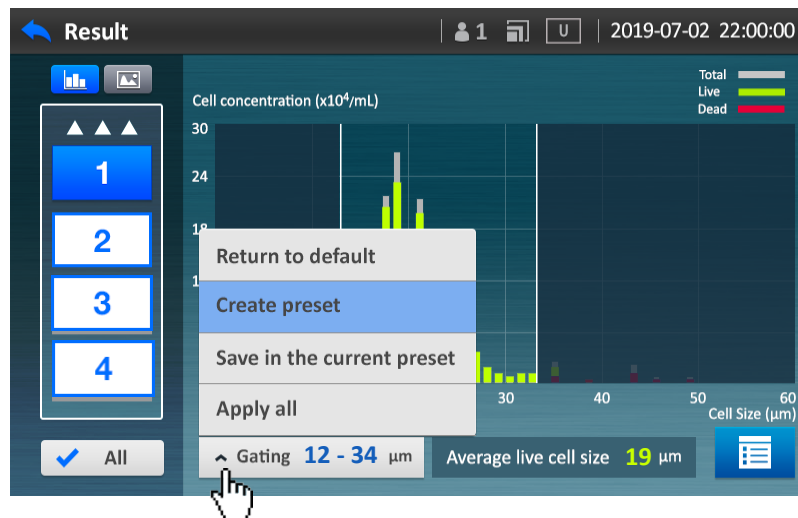 Result
1
U
2019-07-02 22:00:00
Total
Live
Dead
Cell concentration (x10⁴/mL)
30
24
18
1
1
2
3
4
Return to default
Create preset
Save in the current preset
Apply all
30
40
50
60
Cell Size (μm)
All
Gating 12 - 34 μm
Average live cell size 19 μm